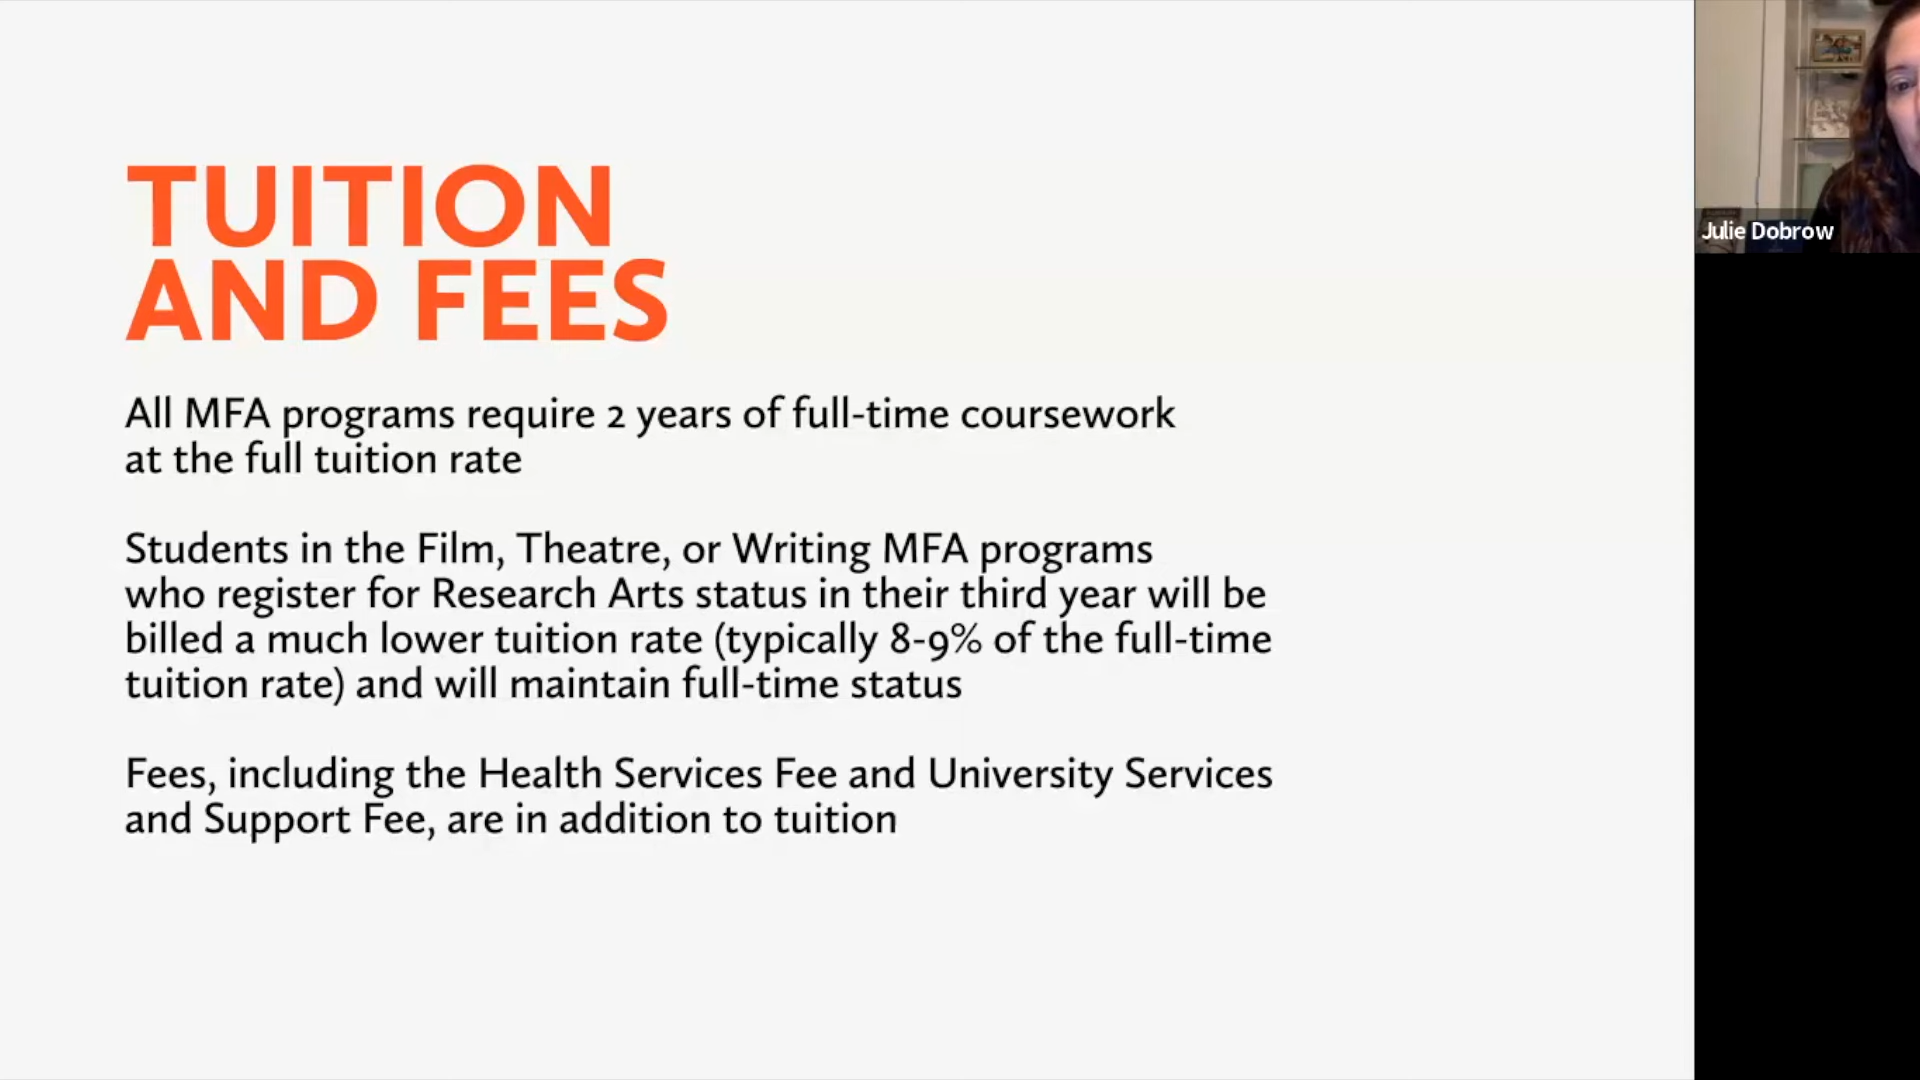 TUITION
AND FEES
All MFA programs require 2 years of full-time coursework
at the full tuition rate
Students in the Film, Theatre, or Writing MFA programs
who register for Research Arts status in their third year will be
billed a much lower tuition rate (typically 8-9% of the full-time
tuition rate) and will maintain full-time status
Fees, including the Health Services Fee and University Services
and Support Fee, are in addition to tuition
Julie Dobrow